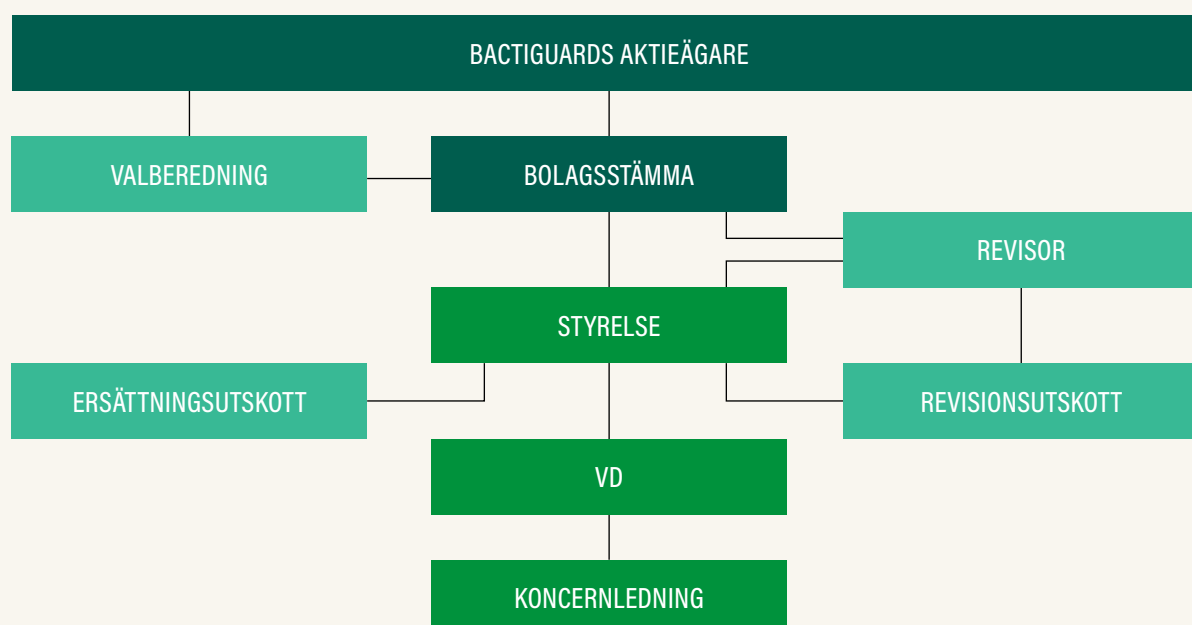 BACTIGUARDS AKTIEÄGARE
VALBEREDNING
BOLAGSSTÄMMA
REVISOR
STYRELSE
ERSÄTTNINGSUTSKOTT
REVISIONSUTSKOTT
VD
KONCERNLEDNING